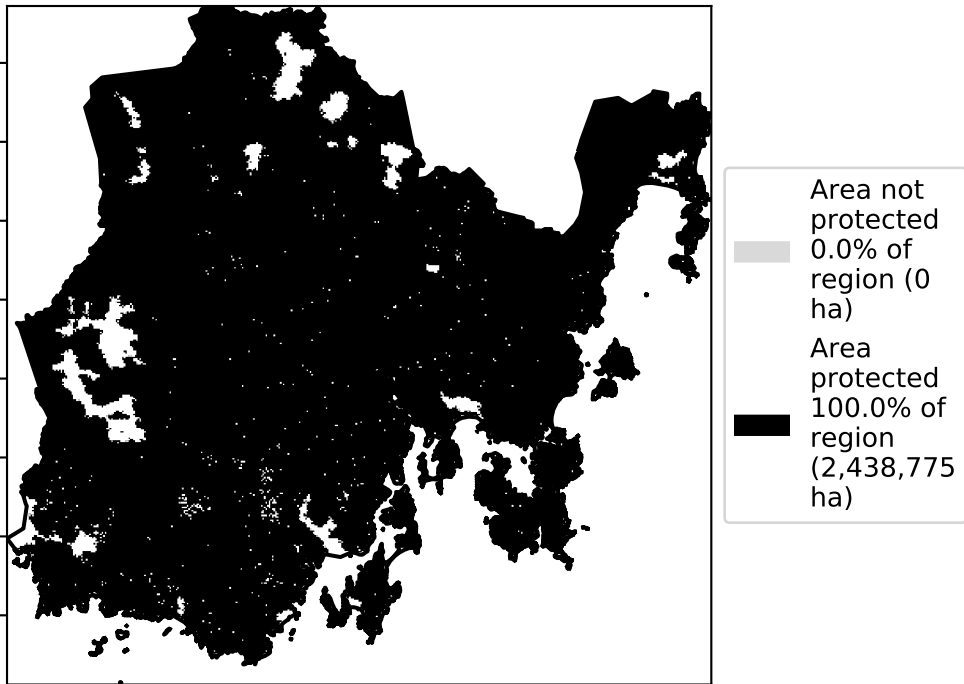 Area not
protected
0.0% of
region (0
ha)
Area
protected
100.0% of
region
(2,438,775
ha)